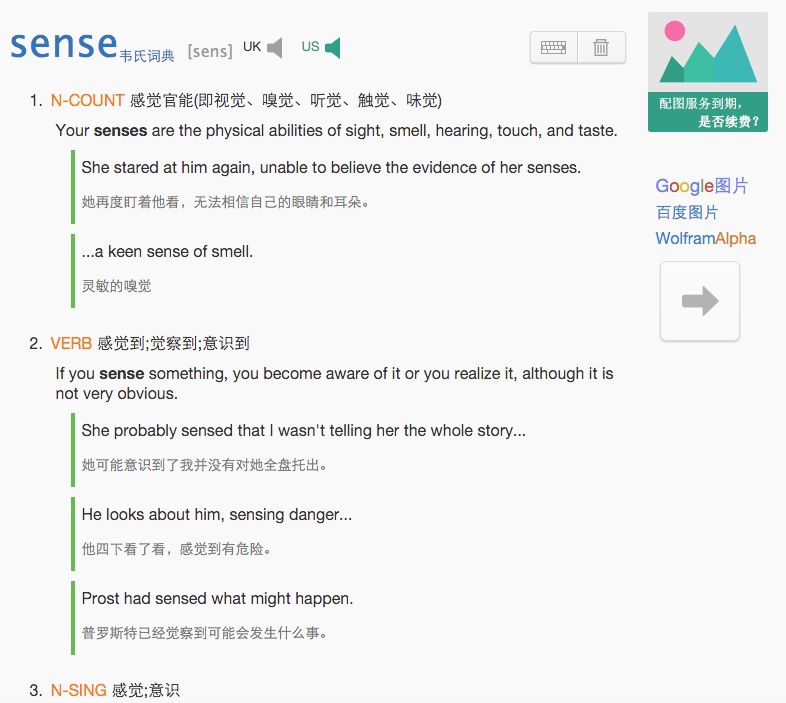 sense 韦氏词典 [sens] UK US
1. N-COUNT 感觉官能(即视觉、嗅觉、听觉、触觉、味觉)
Your senses are the physical abilities of sight, smell, hearing, touch, and taste.
She stared at him again, unable to believe the evidence of her senses.
她再度盯着他看，无法相信自己的眼睛和耳朵。
...a keen sense of smell.
灵敏的嗅觉
2. VERB 感觉到;觉察到;意识到
If you sense something, you become aware of it or you realize it, although it is
not very obvious.
She probably sensed that I wasn't telling her the whole story...
她可能意识到了我并没有对她全盘托出。
He looks about him, sensing danger...
他四下看了看，感觉到有危险。
Prost had sensed what might happen.
普罗斯特已经觉察到可能会发生什么事。
3. N-SING 感觉;意识
配图服务到期，
是否续费？
Google图片
百度图片
WolframAlpha